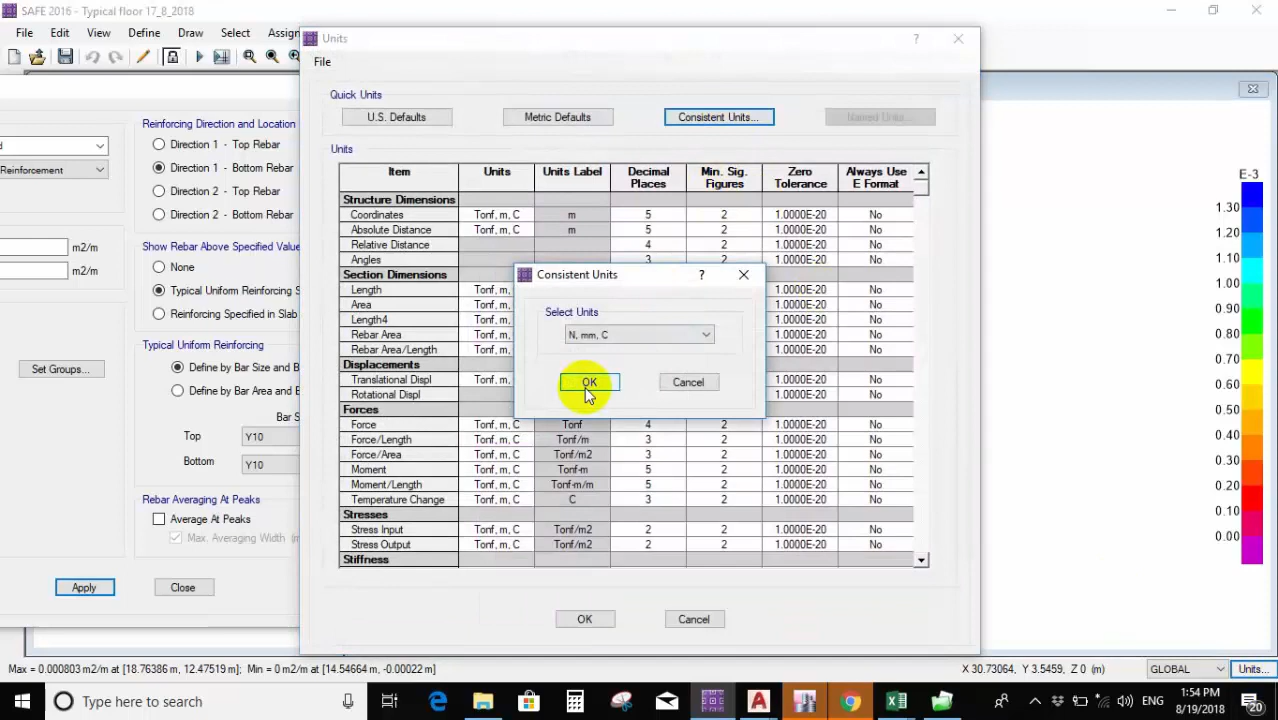 SAFE 2016 - Typical floor 17_8_2018
File Edit View Define Draw Select Assign
Units
File
Quick Units
U.S. Defaults Metric Defaults Consistent Units... Named Units...
Units
Item Units Units Label Decimal Places Min. Sig. Figures Zero Tolerance Always Use E Format
Structure Dimensions
Coordinates Tonf, m, C m 5 2 1.0000E-20 No
Absolute Distance Tonf, m, C m 5 2 1.0000E-20 No
Relative Distance 4 2 1.0000E-20 No
Angles 3 2 1.0000E-20 No
Section Dimensions
Length Tonf, m, 1.0000E-20 No
Area Tonf, m, 1.0000E-20 No
Length4 Tonf, m, 1.0000E-20 No
Rebar Area Tonf, m, 1.0000E-20 No
Rebar Area/Length Tonf, m, 1.0000E-20 No
Displacements
Translational Displ Tonf, m, 1.0000E-20 No
Rotational Displ 1.0000E-20 No
Forces
Force Tonf, m, C Tonf 4 2 1.0000E-20 No
Force/Length Tonf, m, C Tonf/m 3 2 1.0000E-20 No
Force/Area Tonf, m, C Tonf/m2 3 2 1.0000E-20 No
Moment Tonf, m, C Tonf-m 5 2 1.0000E-20 No
Moment/Length Tonf, m, C Tonf-m/m 5 2 1.0000E-20 No
Temperature Change Tonf, m, C C 3 2 1.0000E-20 No
Stresses
Stress Input Tonf, m, C Tonf/m2 2 2 1.0000E-20 No
Stress Output Tonf, m, C Tonf/m2 2 2 1.0000E-20 No
Stiffness
OK Cancel
Consistent Units
Select Units
N, mm, C
OK Cancel
Reinforcement
m2/m
m2/m
Set Groups...
Reinforcing Direction and Location
Direction 1 - Top Rebar
Direction 1 - Bottom Rebar
Direction 2 - Top Rebar
Direction 2 - Bottom Rebar
Show Rebar Above Specified Value
None
Typical Uniform Reinforcing S
Reinforcing Specified in Slab
Typical Uniform Reinforcing
Define by Bar Size and B
Define by Bar Area and B
Bar S
Top Y10
Bottom Y10
Rebar Averaging At Peaks
Average At Peaks
Max. Averaging Width (m
Apply Close
E-3
1.30
1.20
1.10
1.00
0.90
0.80
0.70
0.60
0.50
0.40
0.30
0.20
0.10
0.00
Max = 0.000803 m2/m at [18.76386 m, 12.47519 m]; Min = 0 m2/m at [14.54664 m, -0.00022 m] X 30.73064, Y 3.5459, Z 0 (m) GLOBAL Units...
Type here to search ENG 1:54 PM
8/19/2018 20